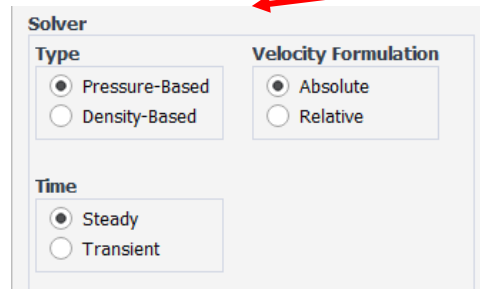 Solver
Type
Pressure-Based
Density-Based
Velocity Formulation
Absolute
Relative
Time
Steady
Transient